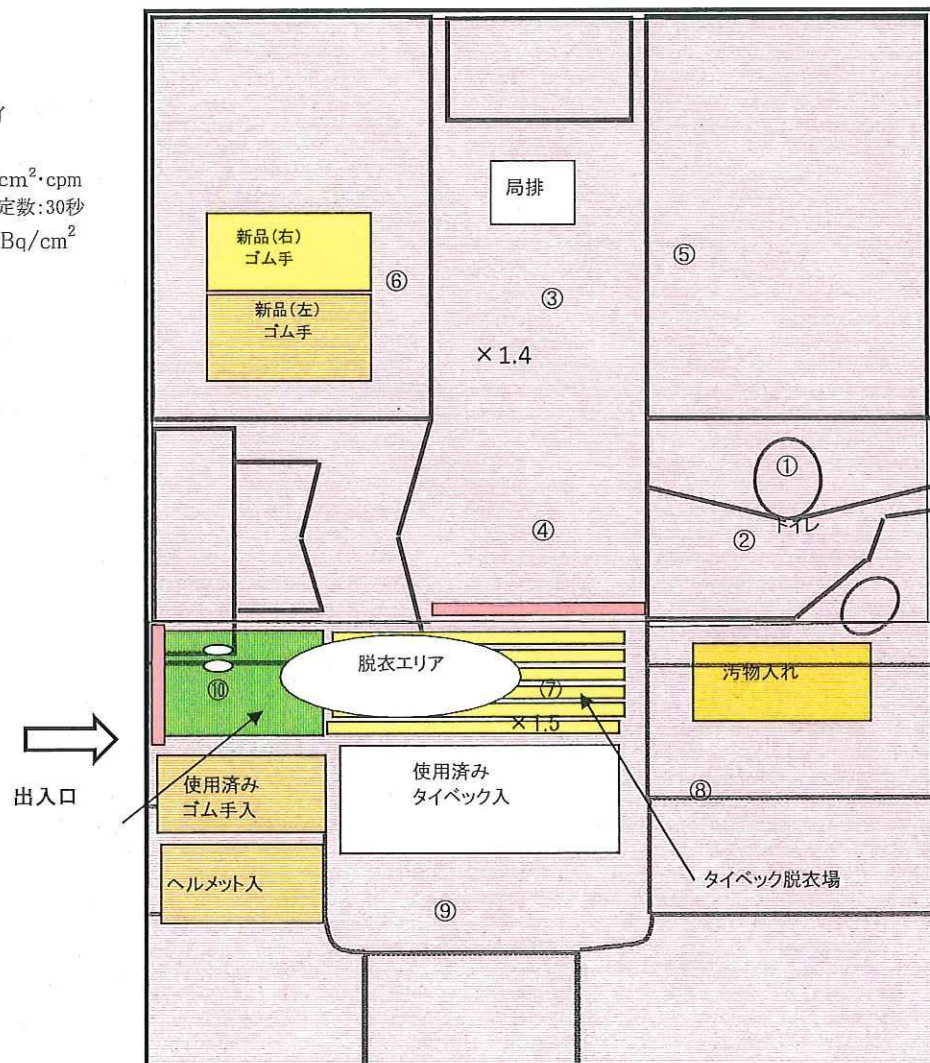 cm²・cpm
定数:30秒
Bq/cm²
局排
新品(右)
ゴム手
新品(左)
ゴム手
⑥
③
⑤
×1.4
①
④
②
トイレ
脱衣エリア
⑩
⑦
×1.5
汚物入れ
出入口
使用済み
ゴム手入
使用済み
タイベック入
⑧
ヘルメット入
タイベック脱衣場
⑨